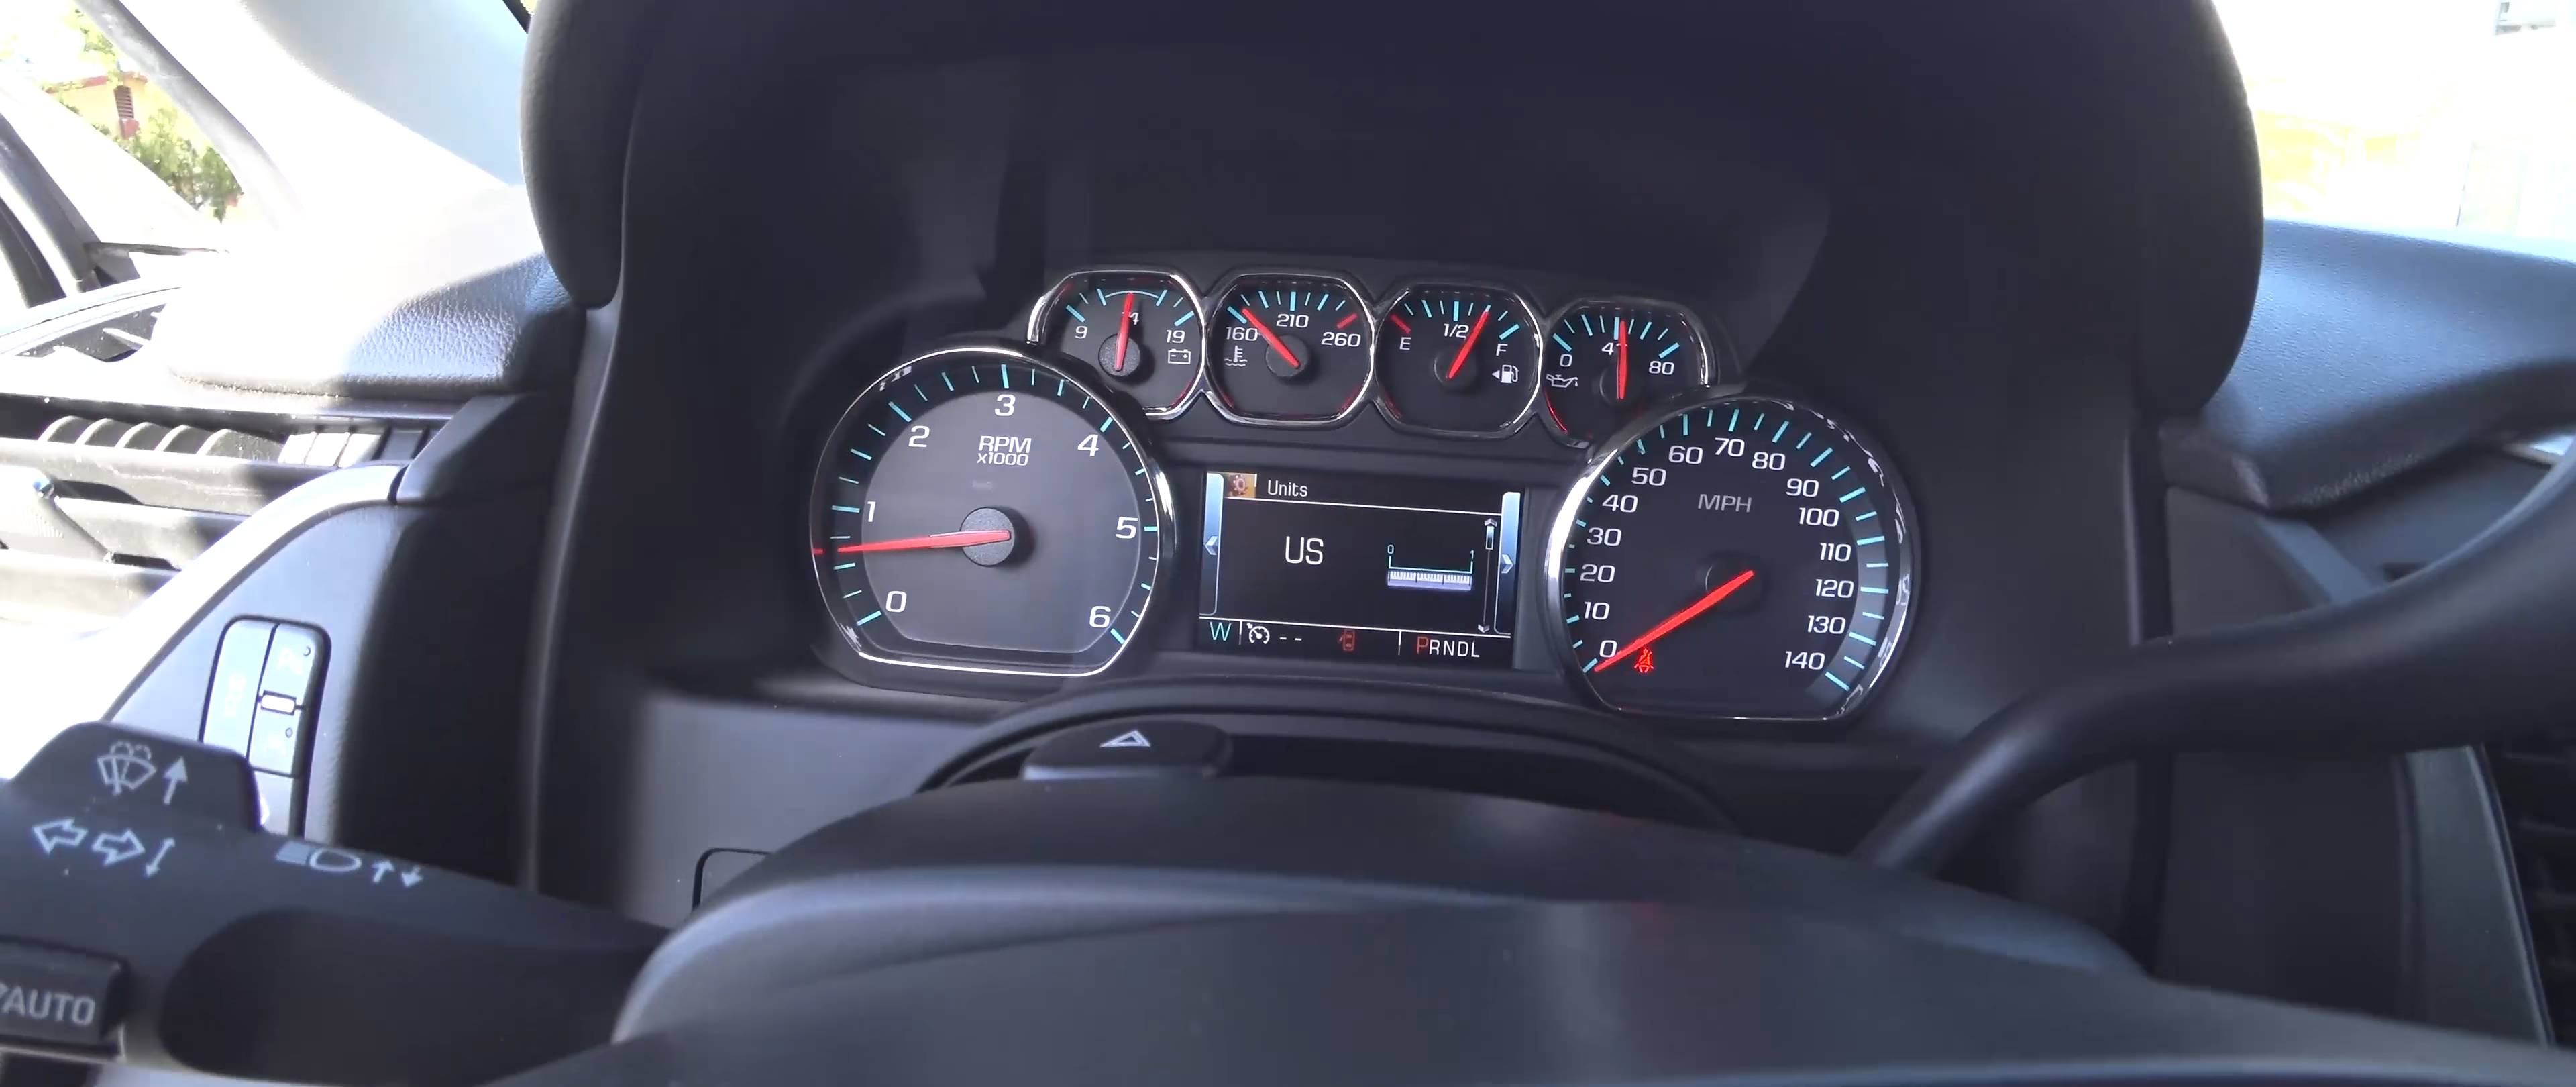 9 14 19
160 210 260
E 1/2 F
0 4 80
RPM
x1000
0 1 2 3 4 5 6
Units
US
0 1
W -- PRNDL
MPH
0 10 20 30 40 50 60 70 80 90 100 110 120 130 140
AUTO